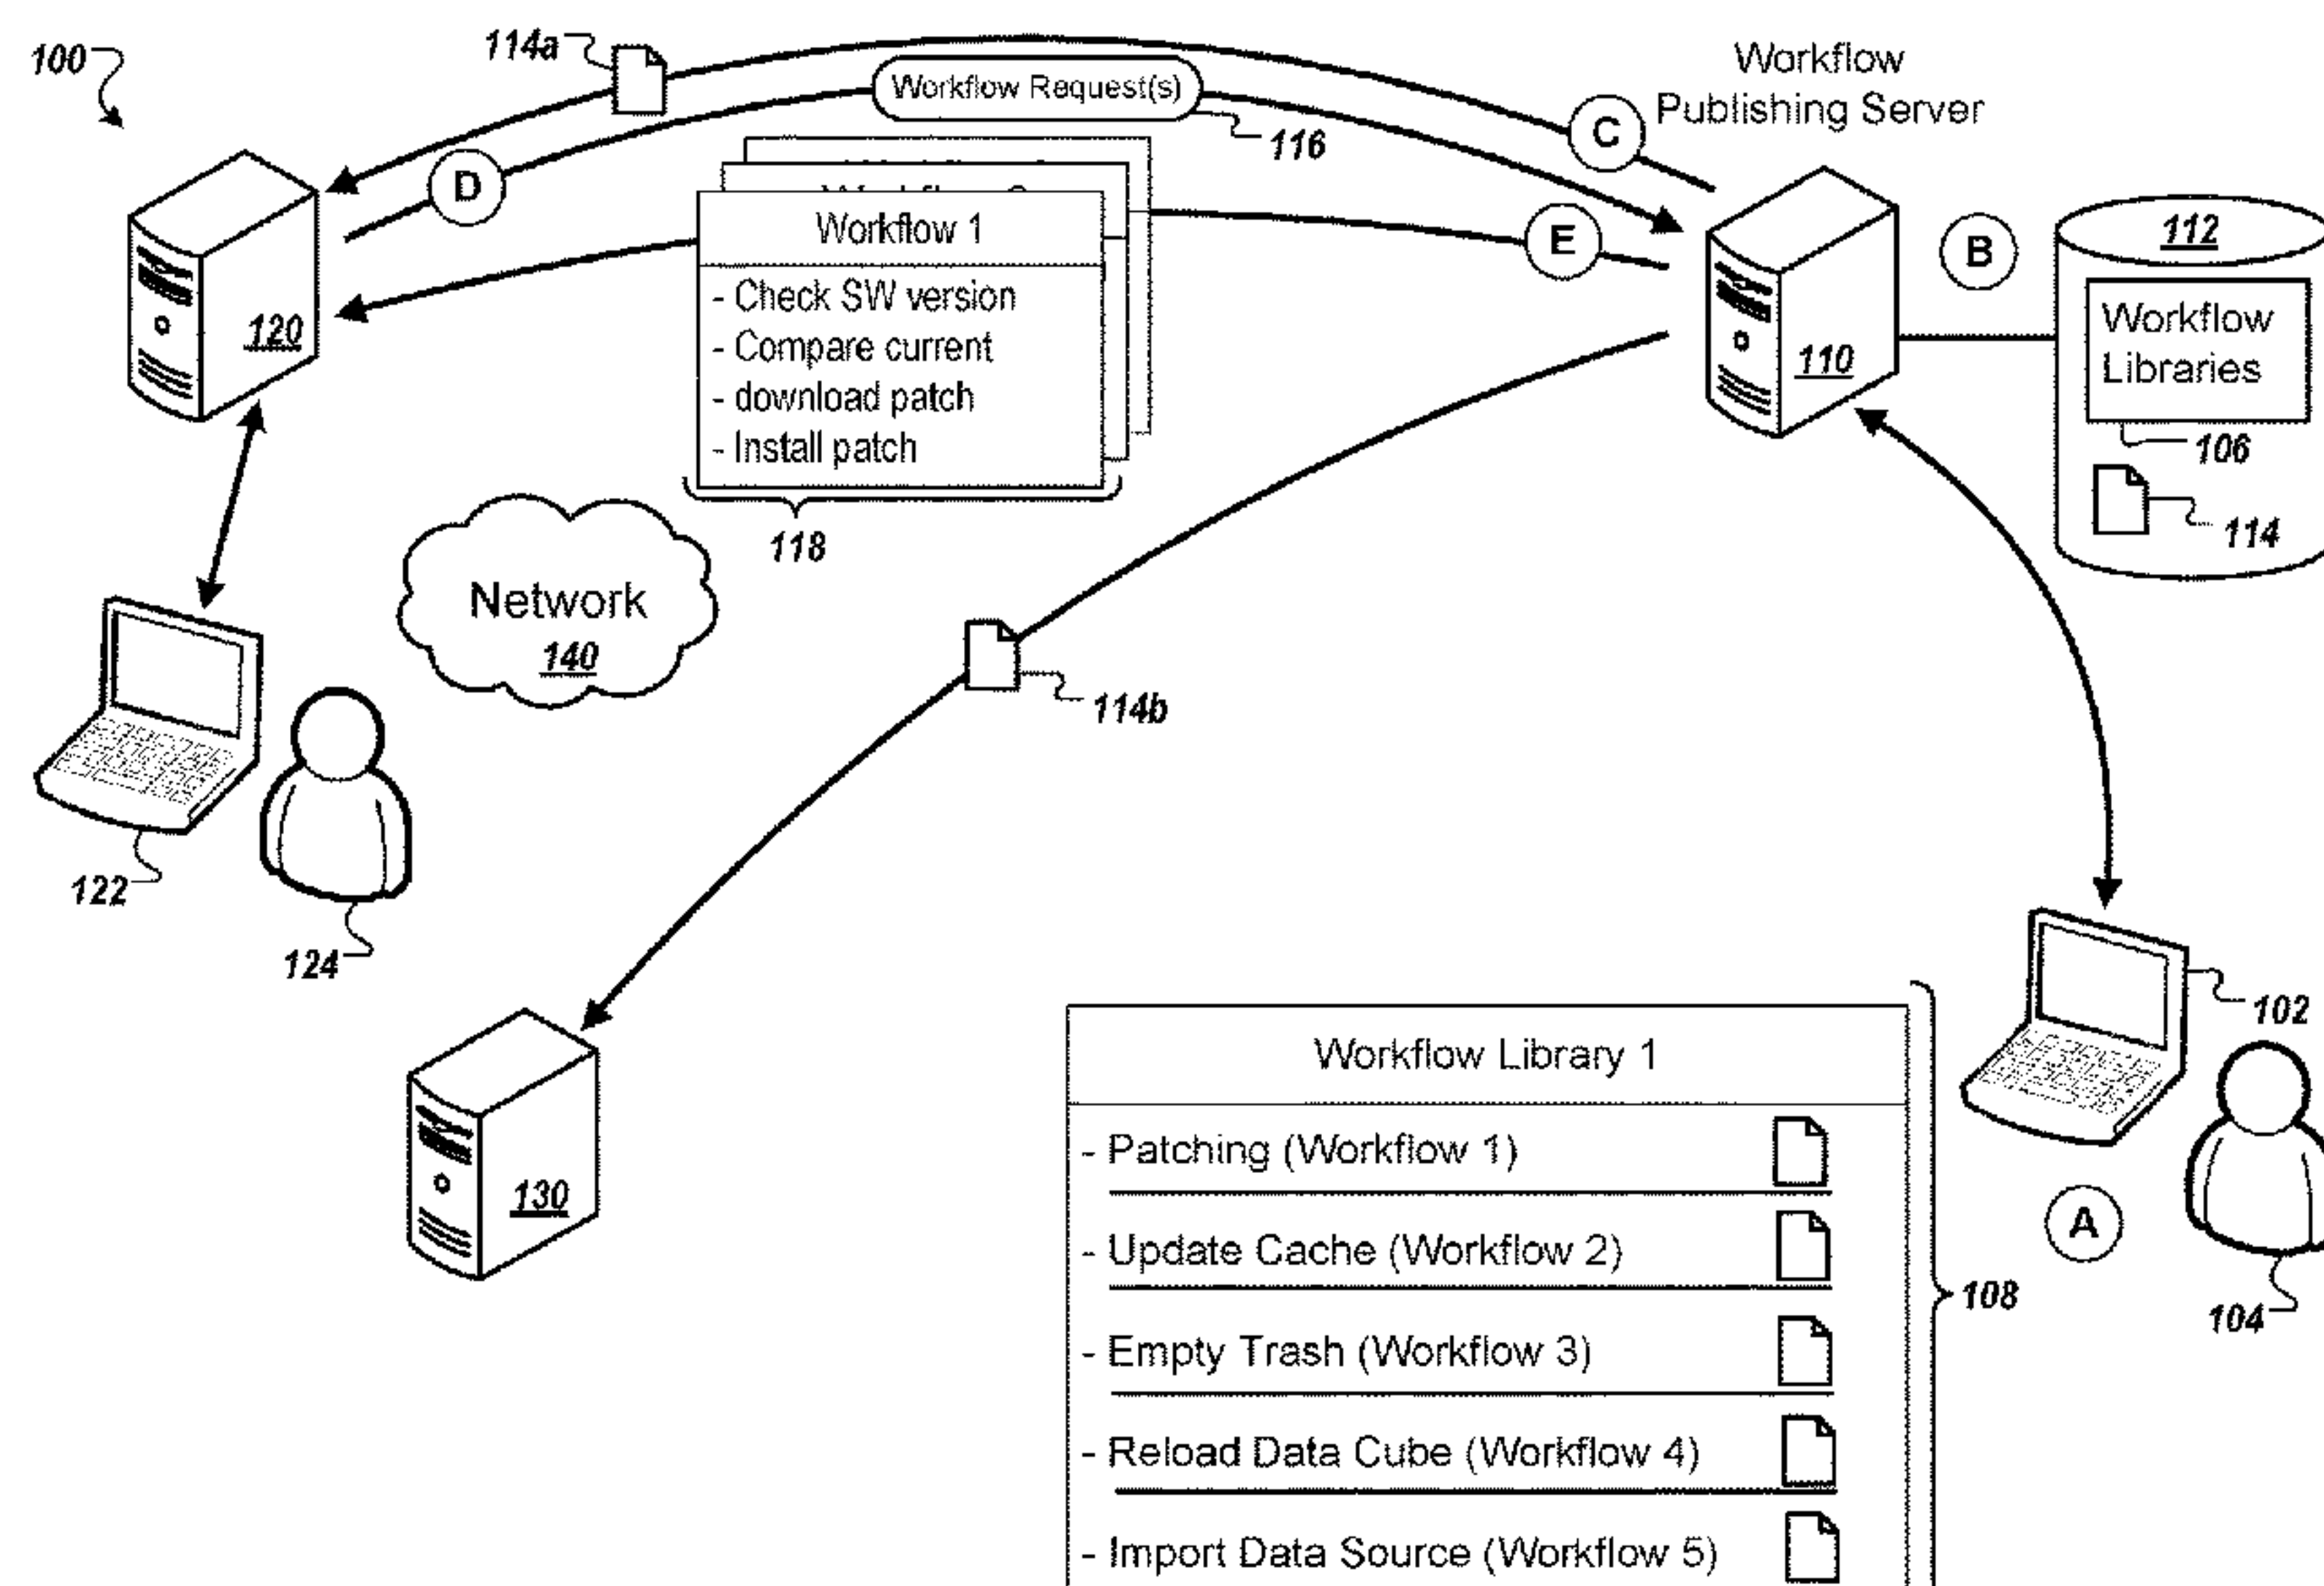 100
114a
Workflow Request(s)
116
Workflow
Publishing Server
C
D
E
B
112
Workflow
Libraries
106
114
120
110
Workflow 1
- Check SW version
- Compare current
- download patch
- Install patch
118
Network
140
114b
122
124
102
104
A
130
Workflow Library 1
- Patching (Workflow 1)
- Update Cache (Workflow 2)
- Empty Trash (Workflow 3)
- Reload Data Cube (Workflow 4)
- Import Data Source (Workflow 5)
108